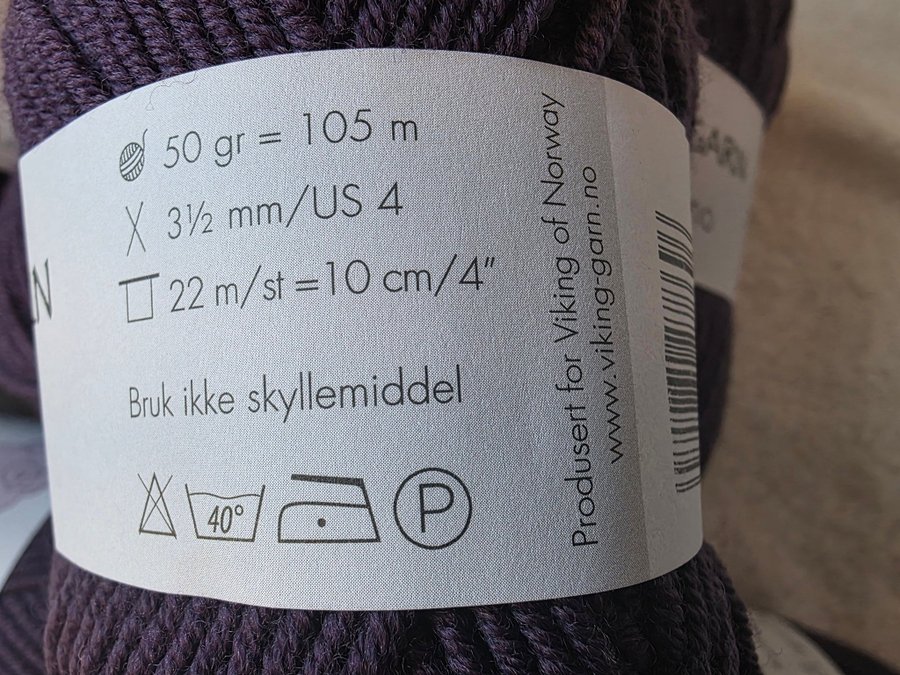 50 gr = 105 m
3½ mm/US 4
22 m/st =10 cm/4”
Bruk ikke skyllemiddel
40°
P
Produsert for Viking of Norway
www.viking-garn.no
GARN